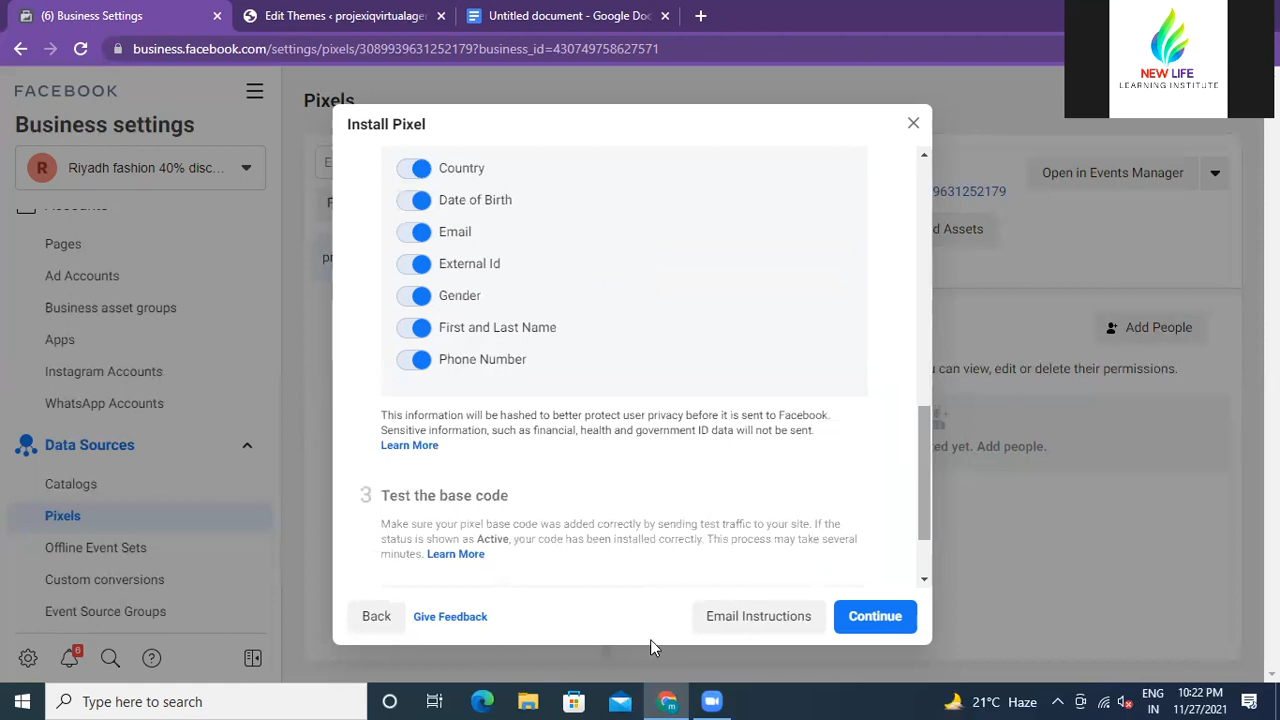 (6) Business Settings
Edit Themes ‹ projexiqvirtualage
Untitled document - Google Doc
business.facebook.com/settings/pixels/308993963125217​9?business_id=430749758627571
NEW LIFE
LEARNING INSTITUTE
FACEBOOK
Business settings
R
Riyadh fashion 40% disc...
Pages
Ad Accounts
Business asset groups
Apps
Instagram Accounts
WhatsApp Accounts
Data Sources
Catalogs
Pixels
Offline Event Sets
Custom conversions
Event Source Groups
6
Pixels
Open in Events Manager
9631252179
d Assets
Add People
u can view, edit or delete their permissions.
ed yet. Add people.
Install Pixel
Country
Date of Birth
Email
External Id
Gender
First and Last Name
Phone Number
This information will be hashed to better protect user privacy before it is sent to Facebook.
Sensitive information, such as financial, health and government ID data will not be sent.
Learn More
3 Test the base code
Make sure your pixel base code was added correctly by sending test traffic to your site. If the
status is shown as Active, your code has been installed correctly. This process may take several
minutes. Learn More
Back
Give Feedback
Email Instructions
Continue
Type here to search
21°C Haze
ENG
IN
10:22 PM
11/27/2021